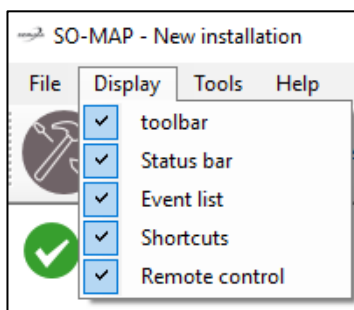 SO-MAP - New installation
File Display Tools Help
toolbar
Status bar
Event list
Shortcuts
Remote control